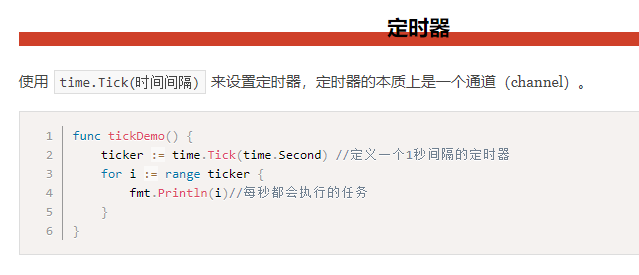 定时器
使用 time.Tick(时间间隔) 来设置定时器，定时器的本质上是一个通道（channel）。
1 func tickDemo() {
2     ticker := time.Tick(time.Second) //定义一个1秒间隔的定时器
3     for i := range ticker {
4         fmt.Println(i)//每秒都会执行的任务
5     }
6 }